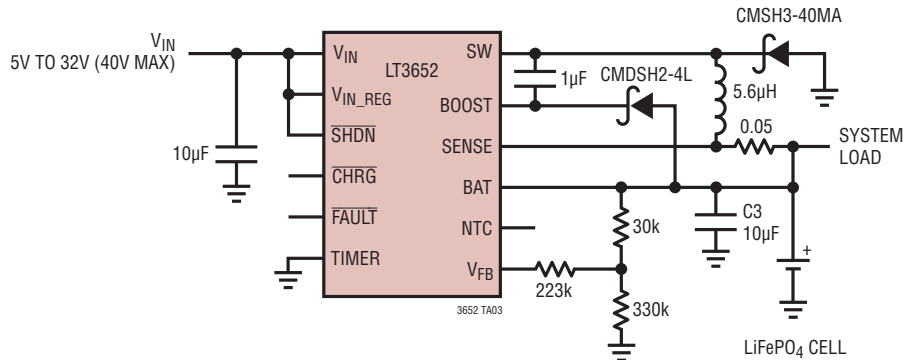 V_IN
5V TO 32V (40V MAX)
10µF
LT3652
V_IN
V_IN_REG
SHDN
CHRG
FAULT
TIMER
SW
BOOST
SENSE
BAT
NTC
V_FB
3652 TA03
1µF
CMDSH2-4L
CMSH3-40MA
5.6µH
0.05
SYSTEM
LOAD
30k
223k
330k
C3
10µF
+
LiFePO4 CELL